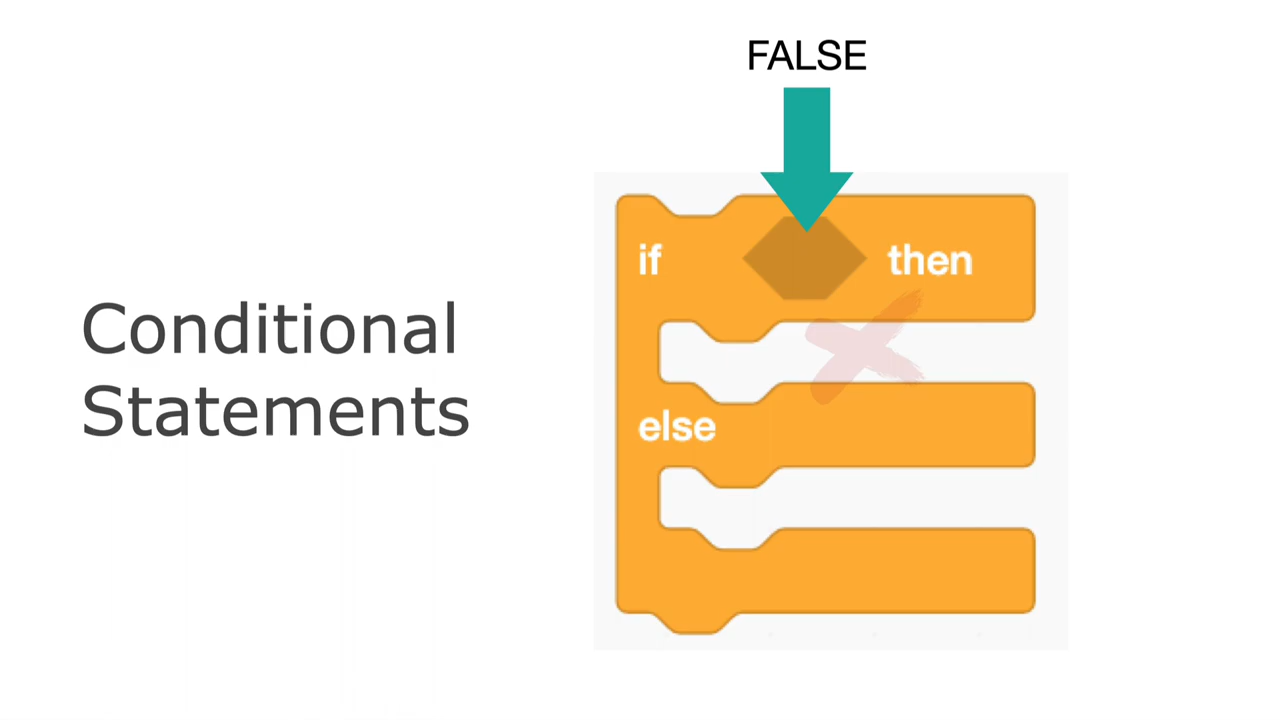 FALSE
if then
Conditional
Statements
else